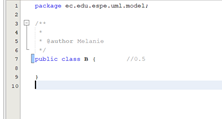 1 package ec.edu.espe.uml.model;
2
3 /**
4 *
5 * @author Melanie
6 */
7 public class B { //0.5
8
9 }
10